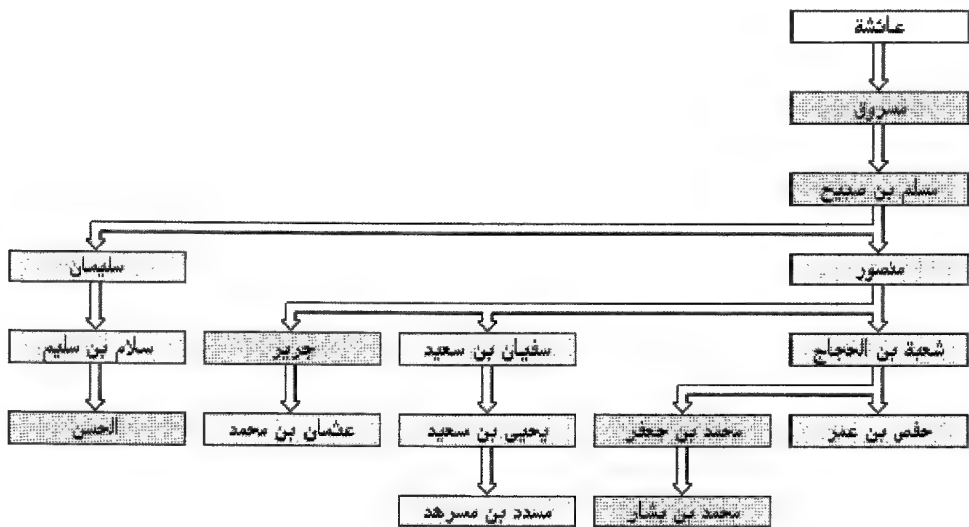 عائشة
مسروق
مسلم بن صبيح
منصور
سليمان
شعبة بن الحجاج
سفيان بن سعيد
جرير
سلام بن سليم
حفص بن عمر
محمد بن جعفر
يحيى بن سعيد
عثمان بن محمد
الحسن
محمد بن بشار
مسدد بن مسرهد